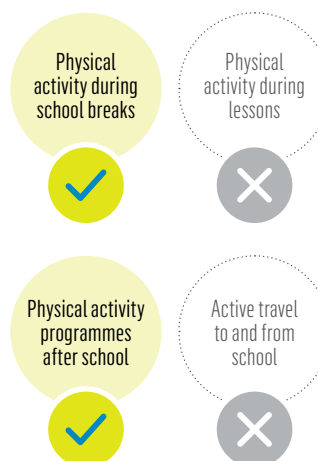 Physical
activity during
school breaks
Physical
activity during
lessons
Physical activity
programmes
after school
Active travel
to and from
school